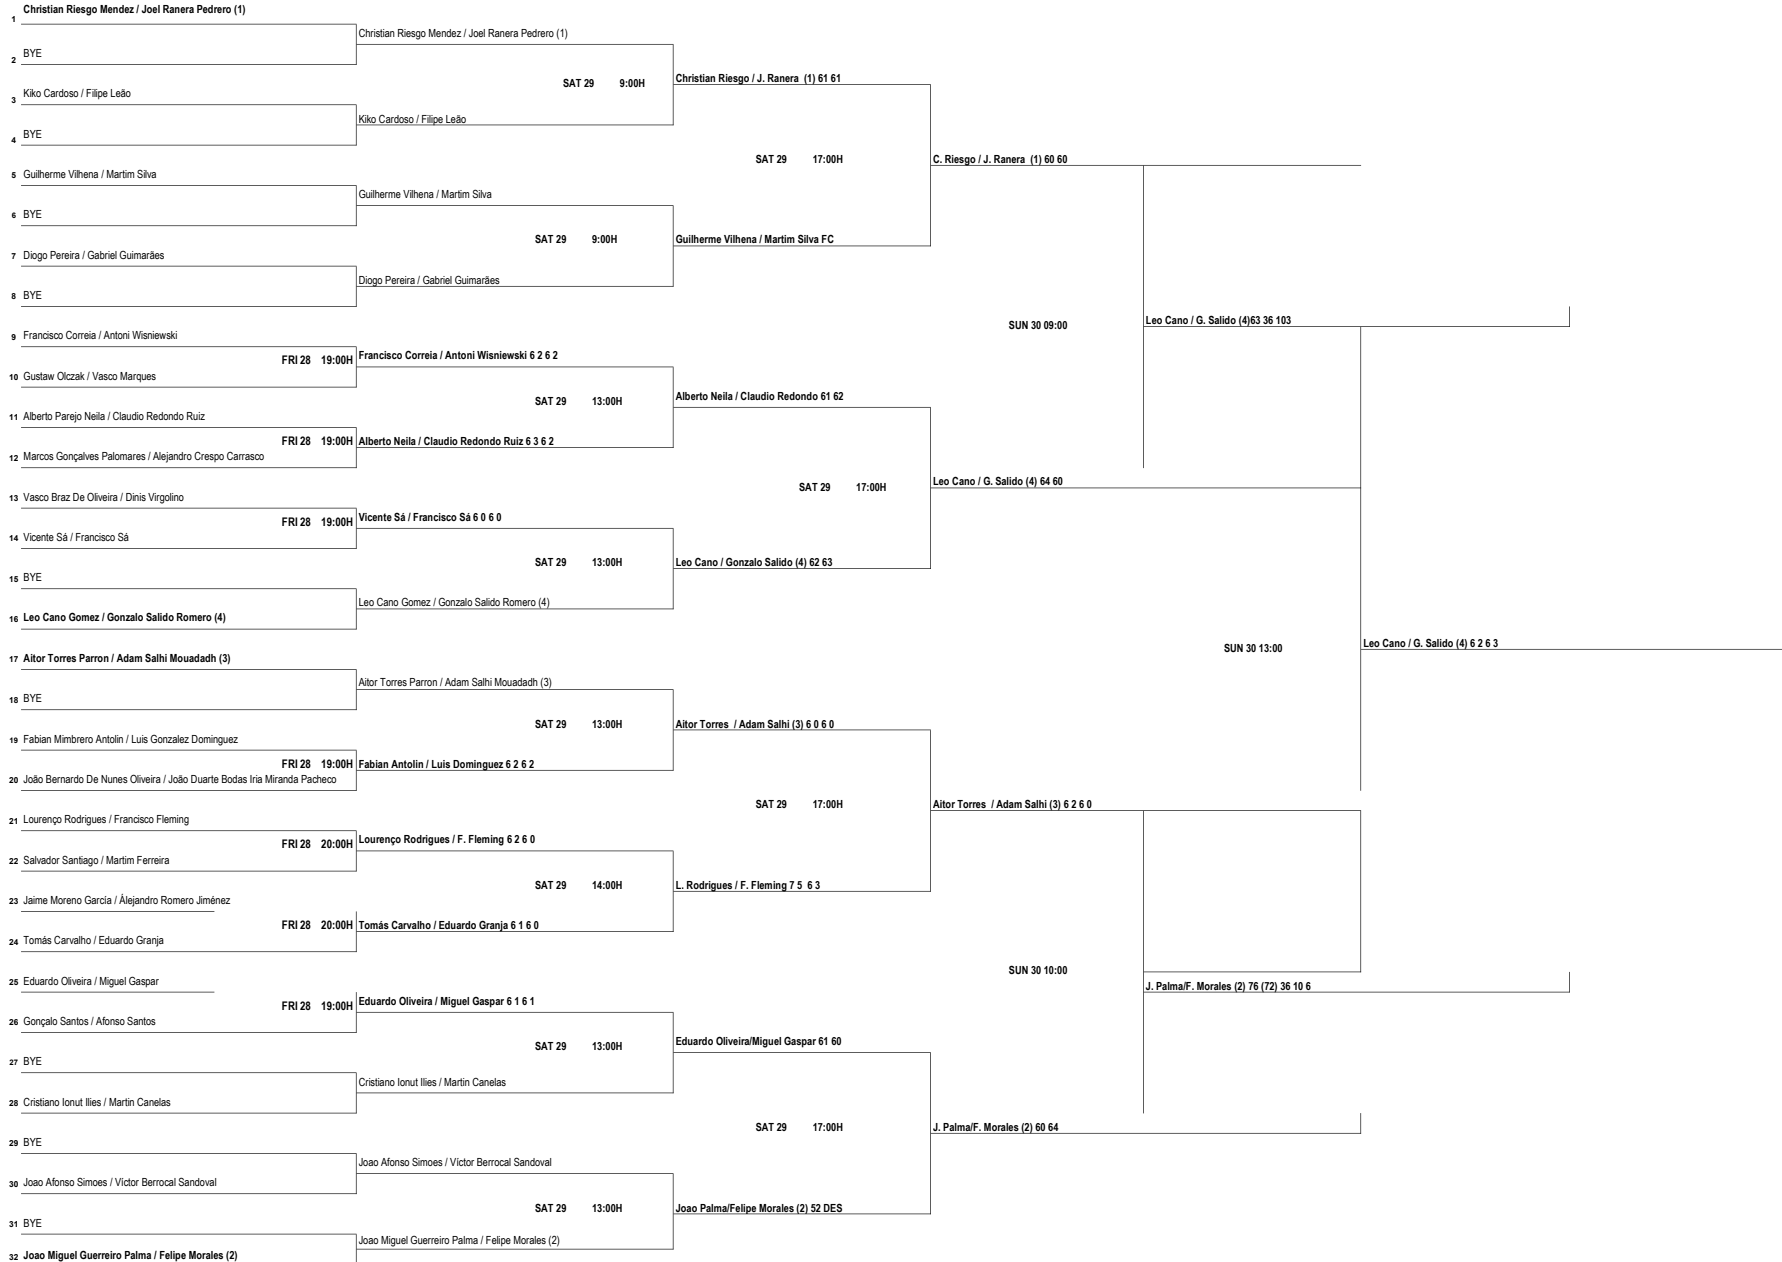 1 Christian Riesgo Mendez / Joel Ranera Pedrero (1)
Christian Riesgo Mendez / Joel Ranera Pedrero (1)
2 BYE
SAT 29 9:00H
Christian Riesgo / J. Ranera (1) 61 61
3 Kiko Cardoso / Filipe Leão
Kiko Cardoso / Filipe Leão
4 BYE
SAT 29 17:00H
C. Riesgo / J. Ranera (1) 60 60
5 Guilherme Vilhena / Martim Silva
Guilherme Vilhena / Martim Silva
6 BYE
SAT 29 9:00H
Guilherme Vilhena / Martim Silva FC
7 Diogo Pereira / Gabriel Guimarães
Diogo Pereira / Gabriel Guimarães
8 BYE
SUN 30 09:00
Leo Cano / G. Salido (4)63 36 103
9 Francisco Correia / Antoni Wisniewski
FRI 28 19:00H
Francisco Correia / Antoni Wisniewski 6 2 6 2
10 Gustaw Olczak / Vasco Marques
SAT 29 13:00H
Alberto Neila / Claudio Redondo 61 62
11 Alberto Parejo Neila / Claudio Redondo Ruiz
FRI 28 19:00H
Alberto Neila / Claudio Redondo Ruiz 6 3 6 2
12 Marcos Gonçalves Palomares / Alejandro Crespo Carrasco
SAT 29 17:00H
Leo Cano / G. Salido (4) 64 60
13 Vasco Braz De Oliveira / Dinis Virgolino
FRI 28 19:00H
Vicente Sá / Francisco Sá 6 0 6 0
14 Vicente Sá / Francisco Sá
SAT 29 13:00H
Leo Cano / Gonzalo Salido (4) 62 63
15 BYE
Leo Cano Gomez / Gonzalo Salido Romero (4)
16 Leo Cano Gomez / Gonzalo Salido Romero (4)
SUN 30 13:00
Leo Cano / G. Salido (4) 6 2 6 3
17 Aitor Torres Parron / Adam Salhi Mouadadh (3)
Aitor Torres Parron / Adam Salhi Mouadadh (3)
18 BYE
SAT 29 13:00H
Aitor Torres / Adam Salhi (3) 6 0 6 0
19 Fabian Mimbrero Antolin / Luis Gonzalez Dominguez
FRI 28 19:00H
Fabian Antolin / Luis Dominguez 6 2 6 2
20 João Bernardo De Nunes Oliveira / João Duarte Bodas Iria Miranda Pacheco
SAT 29 17:00H
Aitor Torres / Adam Salhi (3) 6 2 6 0
21 Lourenço Rodrigues / Francisco Fleming
FRI 28 20:00H
Lourenço Rodrigues / F. Fleming 6 2 6 0
22 Salvador Santiago / Martim Ferreira
SAT 29 14:00H
L. Rodrigues / F. Fleming 7 5 6 3
23 Jaime Moreno García / Álejandro Romero Jiménez
FRI 28 20:00H
Tomás Carvalho / Eduardo Granja 6 1 6 0
24 Tomás Carvalho / Eduardo Granja
SUN 30 10:00
J. Palma/F. Morales (2) 76 (72) 36 10 6
25 Eduardo Oliveira / Miguel Gaspar
FRI 28 19:00H
Eduardo Oliveira / Miguel Gaspar 6 1 6 1
26 Gonçalo Santos / Afonso Santos
SAT 29 13:00H
Eduardo Oliveira/Miguel Gaspar 61 60
27 BYE
Cristiano Ionut Ilies / Martin Canelas
28 Cristiano Ionut Ilies / Martin Canelas
SAT 29 17:00H
J. Palma/F. Morales (2) 60 64
29 BYE
Joao Afonso Simoes / Víctor Berrocal Sandoval
30 Joao Afonso Simoes / Víctor Berrocal Sandoval
SAT 29 13:00H
Joao Palma/Felipe Morales (2) 52 DES
31 BYE
Joao Miguel Guerreiro Palma / Felipe Morales (2)
32 Joao Miguel Guerreiro Palma / Felipe Morales (2)